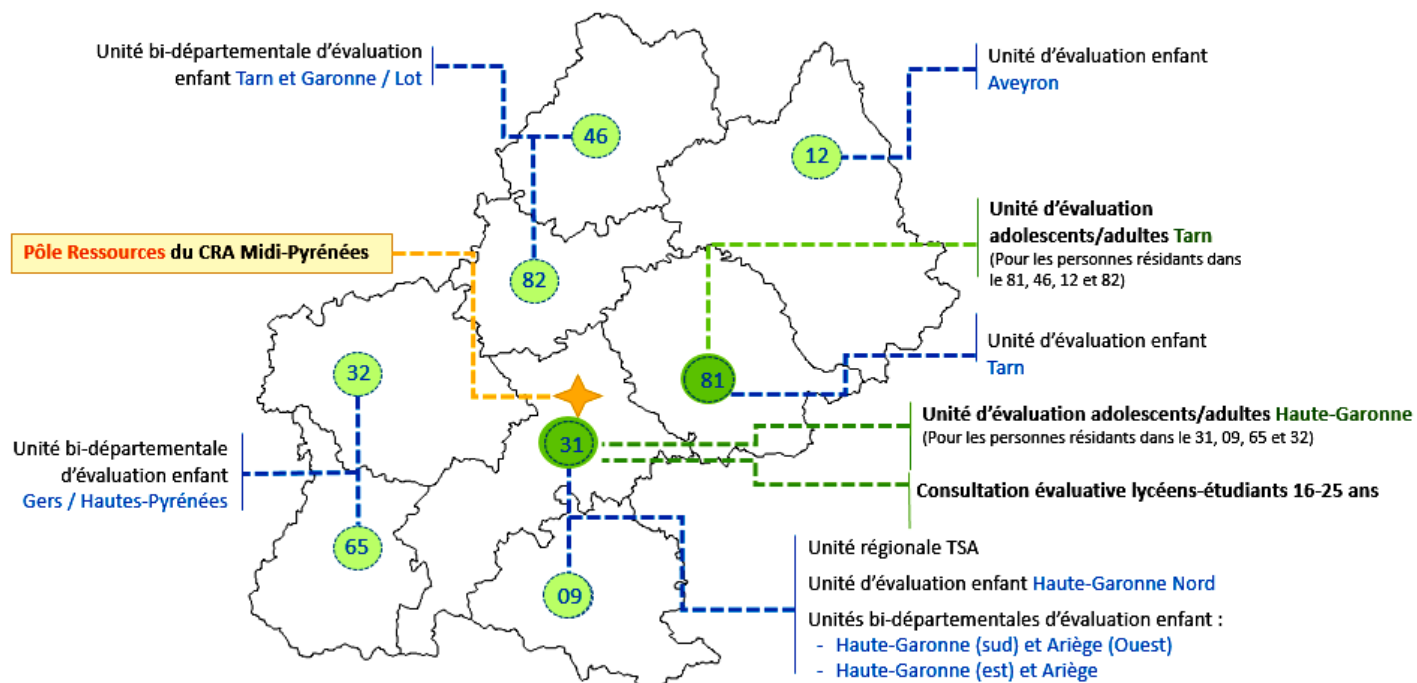 Unité bi-départementale d'évaluation
enfant Tarn et Garonne / Lot
Unité d'évaluation enfant
Aveyron
46
12
Unité d'évaluation
adolescents/adultes Tarn
(Pour les personnes résidants dans
le 81, 46, 12 et 82)
Pôle Ressources du CRA Midi-Pyrénées
82
Unité d'évaluation enfant
Tarn
32
81
Unité d'évaluation adolescents/adultes Haute-Garonne
(Pour les personnes résidants dans le 31, 09, 65 et 32)
31
Unité bi-départementale
d'évaluation enfant
Gers / Hautes-Pyrénées
Consultation évaluative lycéens-étudiants 16-25 ans
65
09
Unité régionale TSA
Unité d'évaluation enfant Haute-Garonne Nord
Unités bi-départementales d'évaluation enfant :
- Haute-Garonne (sud) et Ariège (Ouest)
- Haute-Garonne (est) et Ariège